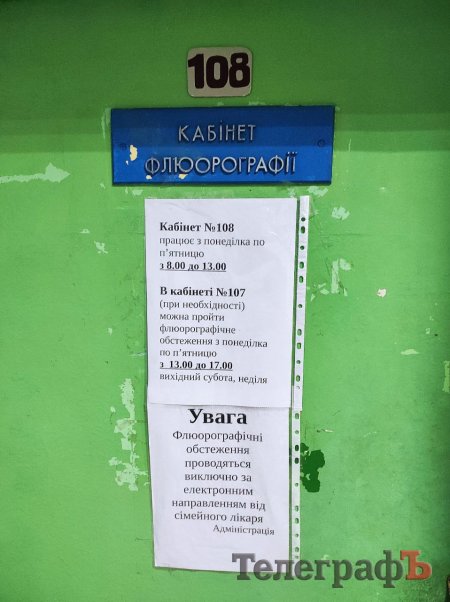 108
КАБІНЕТ
ФЛЮОРОГРАФІЇ
Кабінет №108
працює з понеділка по
п’ятницю
з 8.00 до 13.00
В кабінеті №107
(при необхідності)
можна пройти
флюорографічне
обстеження з понеділка
по п’ятницю
з 13.00 до 17.00
вихідний субота, неділя
Увага
Флюорографічні
обстеження
проводяться
виключно за
електронним
направленням від
сімейного лікаря
Адміністрація
ТелеграфЪ